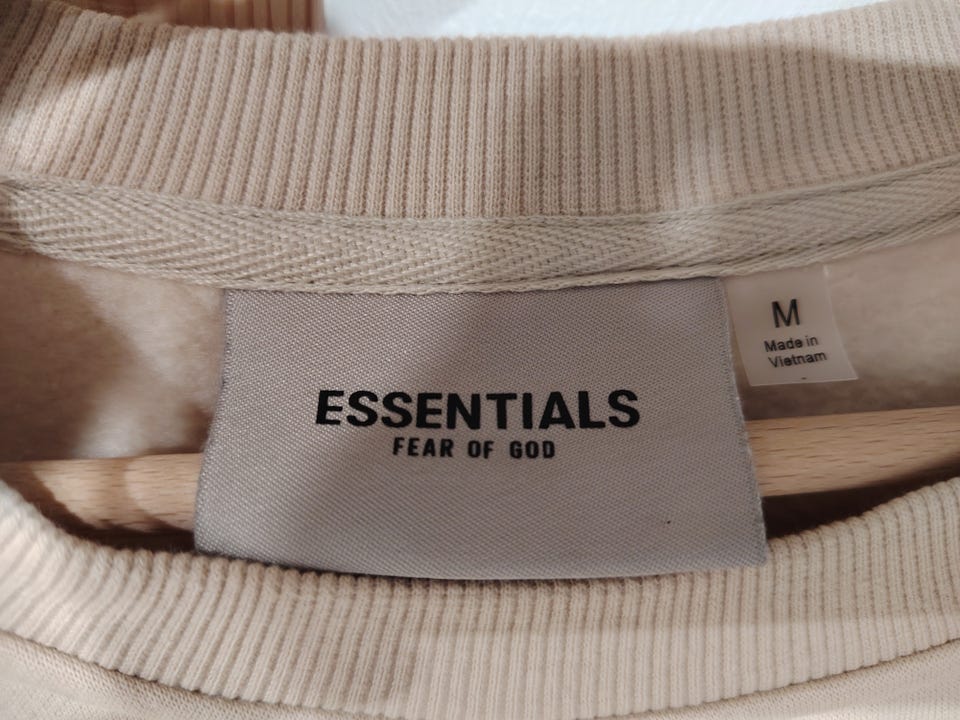 ESSENTIALS
FEAR OF GOD
M
Made in
Vietnam